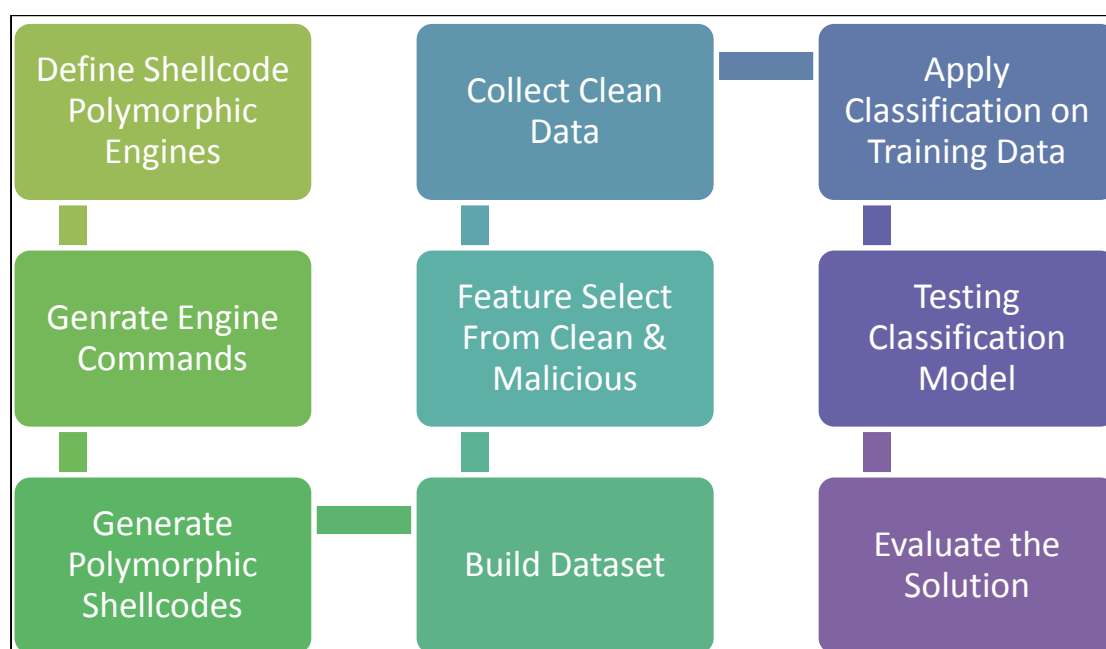 Define Shellcode
Polymorphic
Engines
Genrate Engine
Commands
Generate
Polymorphic
Shellcodes
Build Dataset
Feature Select
From Clean &
Malicious
Collect Clean
Data
Apply
Classification on
Training Data
Testing
Classification
Model
Evaluate the
Solution